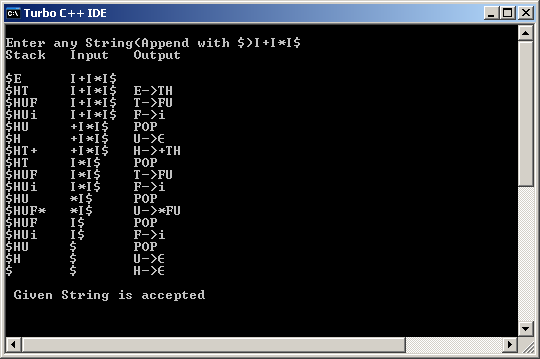 Turbo C++ IDE
Enter any String(Append with $)I+I*I$
Stack Input Output
$E I+I*I$
$HT I+I*I$ E->TH
$HUF I+I*I$ T->FU
$HUi I+I*I$ F->i
$HU +I*I$ POP
$H +I*I$ U->∈
$HT+ +I*I$ H->+TH
$HT I*I$ POP
$HUF I*I$ T->FU
$HUi I*I$ F->i
$HU *I$ POP
$HUF* *I$ U->*FU
$HUF I$ POP
$HUi I$ F->i
$HU $ POP
$H $ U->∈
$ $ H->∈
Given String is accepted